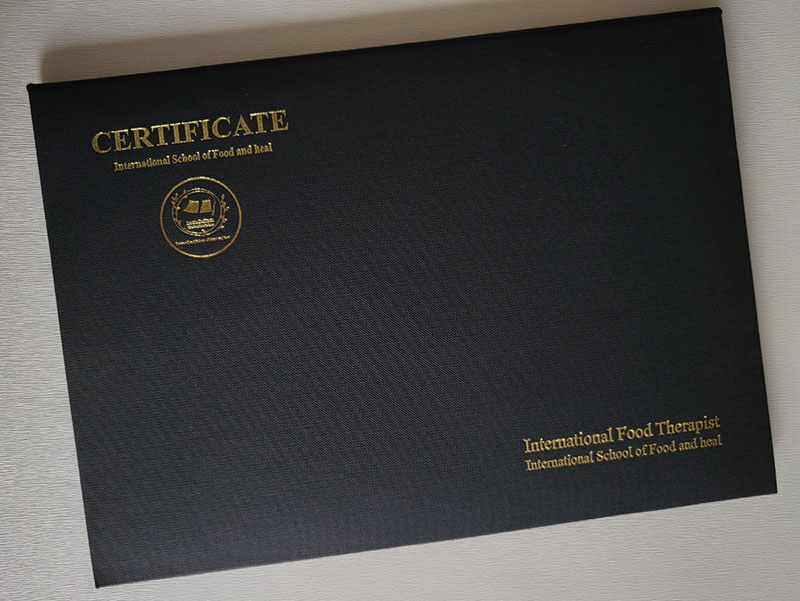 CERTIFICATE
International School of Food and heal
International Food Therapist
International School of Food and heal